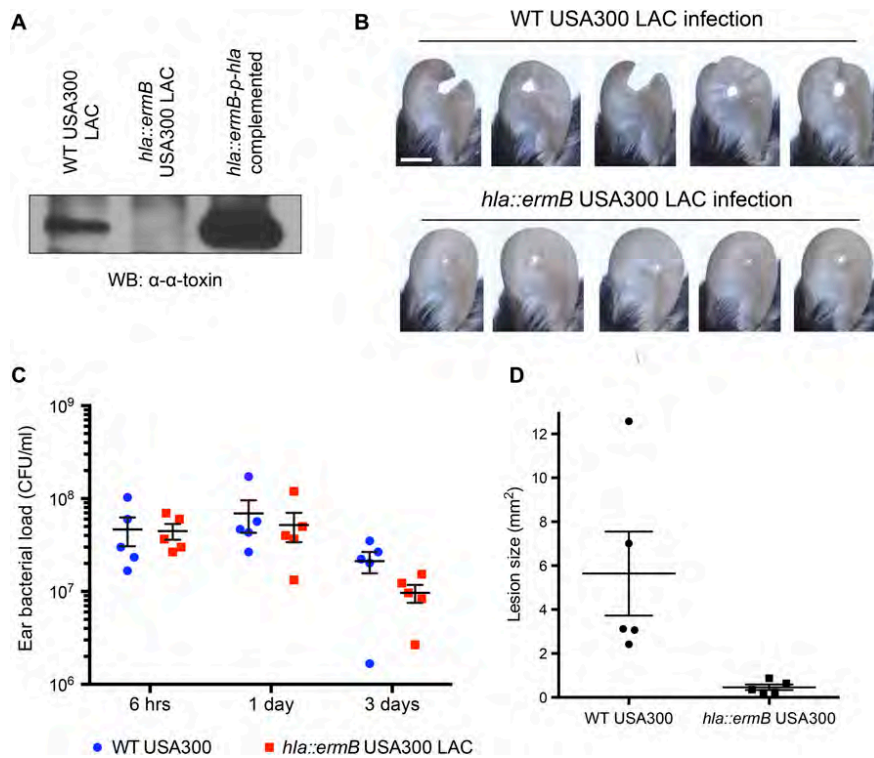 A
WT USA300
LAC
hla::ermB
USA300 LAC
hla::ermB-p-hla
complemented
WB: α-α-toxin
B
WT USA300 LAC infection
hla::ermB USA300 LAC infection
C
Ear bacterial load (CFU/ml)
10⁹
10⁸
10⁷
10⁶
6 hrs
1 day
3 days
WT USA300
hla::ermB USA300 LAC
D
Lesion size (mm²)
12
10
8
6
4
2
0
WT USA300
hla::ermB USA300